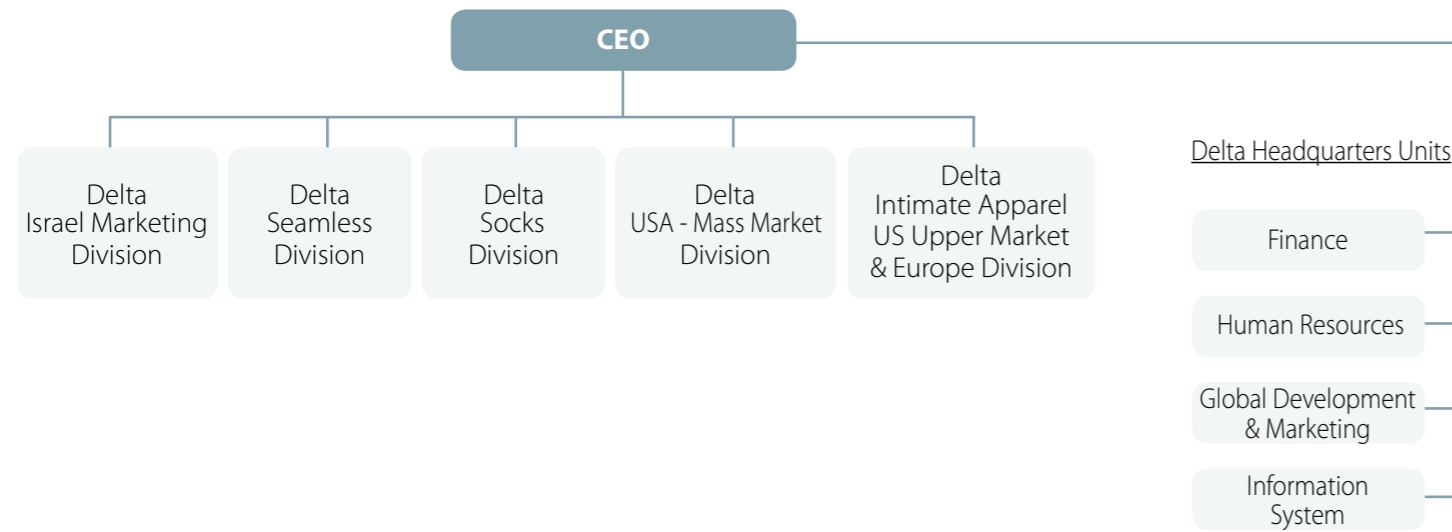 CEO
Delta
Israel Marketing
Division
Delta
Seamless
Division
Delta
Socks
Division
Delta
USA - Mass Market
Division
Delta
Intimate Apparel
US Upper Market
& Europe Division
Delta Headquarters Units
Finance
Human Resources
Global Development
& Marketing
Information
System